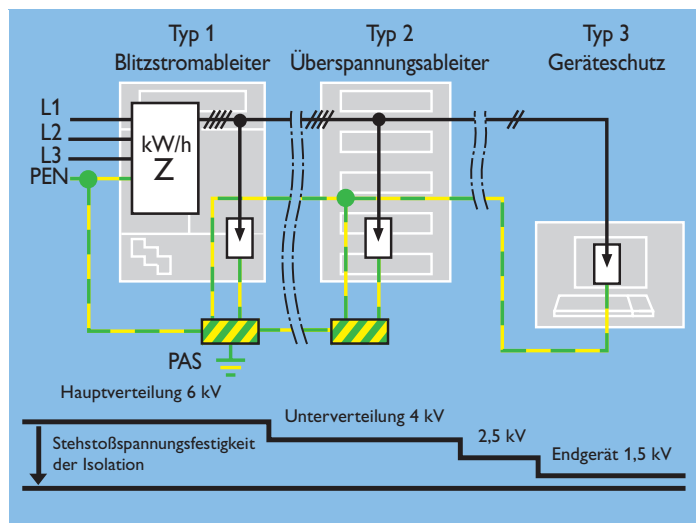 Typ 1
Blitzstromableiter
Typ 2
Überspannungsableiter
Typ 3
Geräteschutz
L1
L2
L3
PEN
kW/h
Z
PAS
Hauptverteilung 6 kV
Unterverteilung 4 kV
2,5 kV
Endgerät 1,5 kV
Stehstoßspannungsfestigkeit
der Isolation